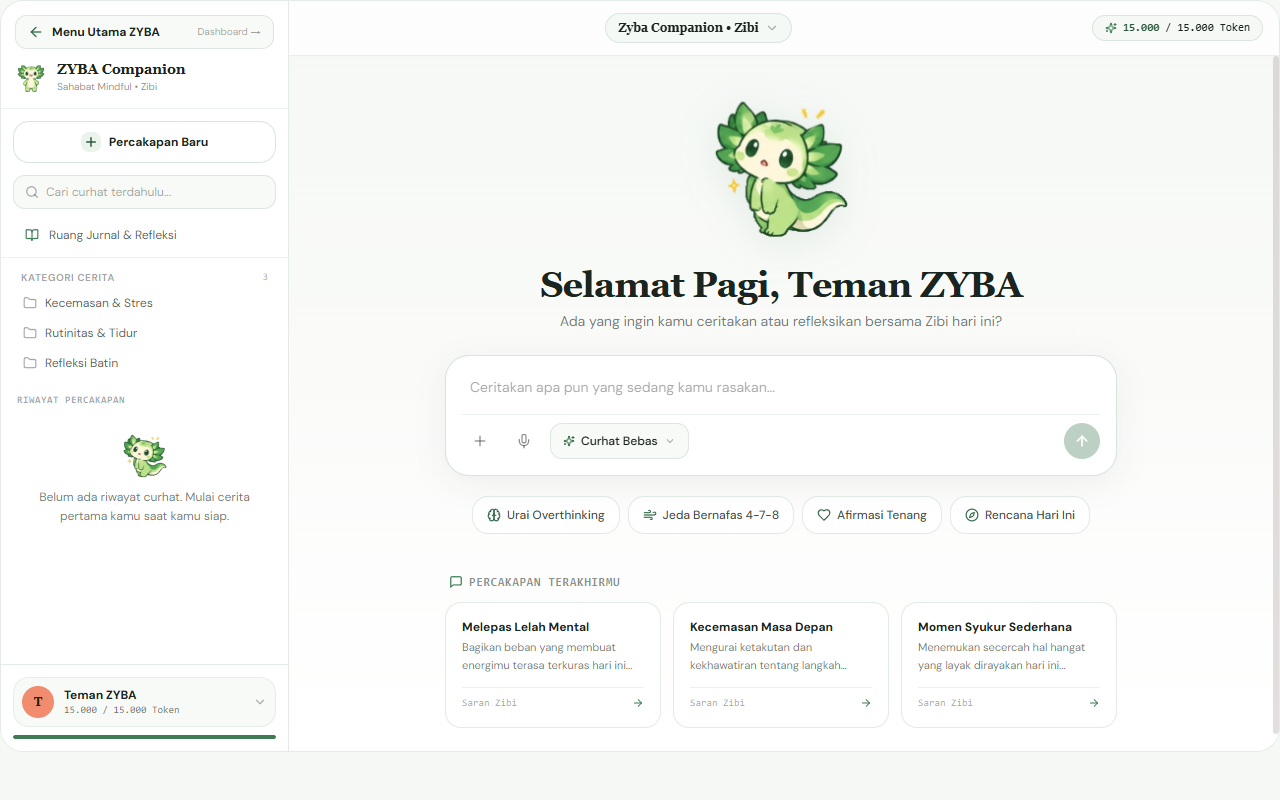 Menu Utama ZYBA
Dashboard →
ZYBA Companion
Sahabat Mindful • Zibi
Percakapan Baru
Cari curhat terdahulu...
Ruang Jurnal & Refleksi
KATEGORI CERITA
3
Kecemasan & Stres
Rutinitas & Tidur
Refleksi Batin
RIWAYAT PERCAKAPAN
Belum ada riwayat curhat. Mulai cerita
pertama kamu saat kamu siap.
T
Teman ZYBA
15.000 / 15.000 Token
Zyba Companion • Zibi
15.000 / 15.000 Token
Selamat Pagi, Teman ZYBA
Ada yang ingin kamu ceritakan atau refleksikan bersama Zibi hari ini?
Ceritakan apa pun yang sedang kamu rasakan...
Curhat Bebas
Urai Overthinking
Jeda Bernafas 4-7-8
Afirmasi Tenang
Rencana Hari Ini
PERCAKAPAN TERAKHIRMU
Melepas Lelah Mental
Bagikan beban yang membuat
energimu terasa terkuras hari ini...
Saran Zibi
Kecemasan Masa Depan
Mengurai ketakutan dan
kekhawatiran tentang langkah...
Saran Zibi
Momen Syukur Sederhana
Menemukan secercah hal hangat
yang layak dirayakan hari ini...
Saran Zibi